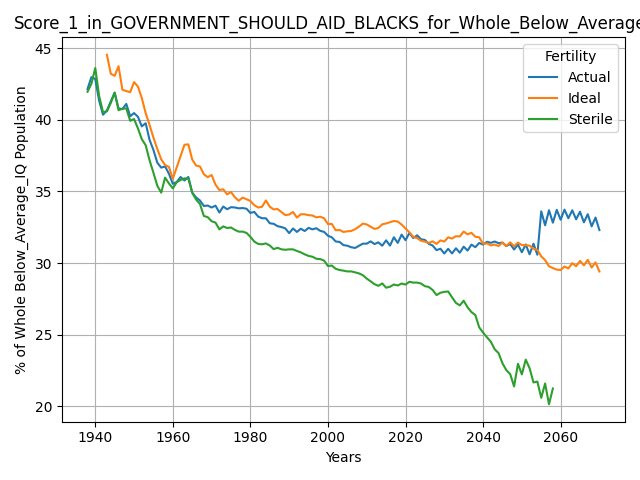 Score_1_in_GOVERNMENT_SHOULD_AID_BLACKS_for_Whole_Below_Average
% of Whole Below_Average_IQ Population
45
40
35
30
25
20
Fertility
Actual
Ideal
Sterile
1940 1960 1980 2000 2020 2040 2060
Years